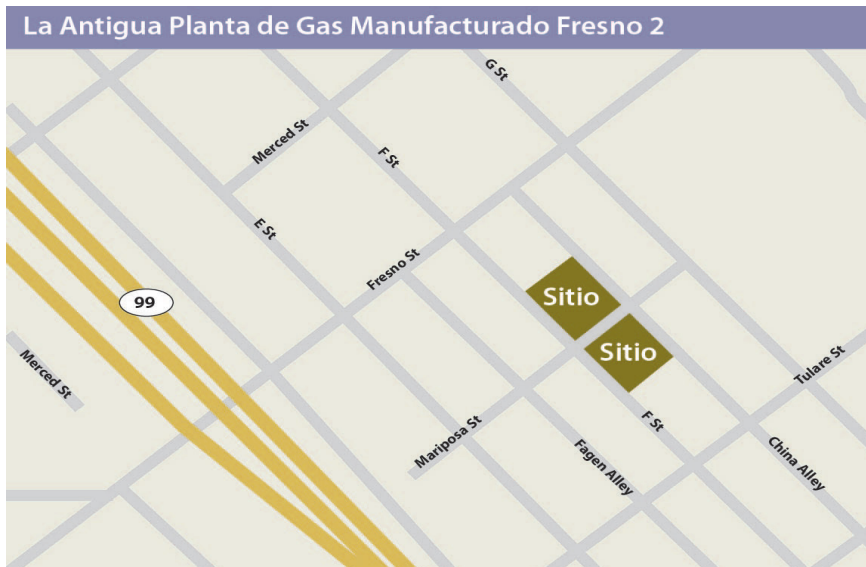 La Antigua Planta de Gas Manufacturado Fresno 2
G St
Merced St
F St
E St
Fresno St
99
Sitio
Sitio
Merced St
Tulare St
F St
Mariposa St
Fagen Alley
China Alley